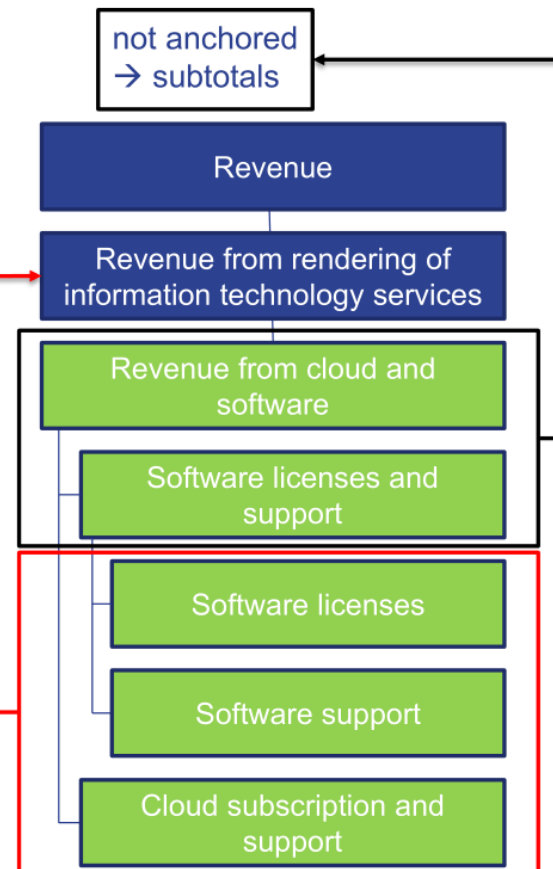 not anchored
→ subtotals
Revenue
Revenue from rendering of
information technology services
Revenue from cloud and
software
Software licenses and
support
Software licenses
Software support
Cloud subscription and
support